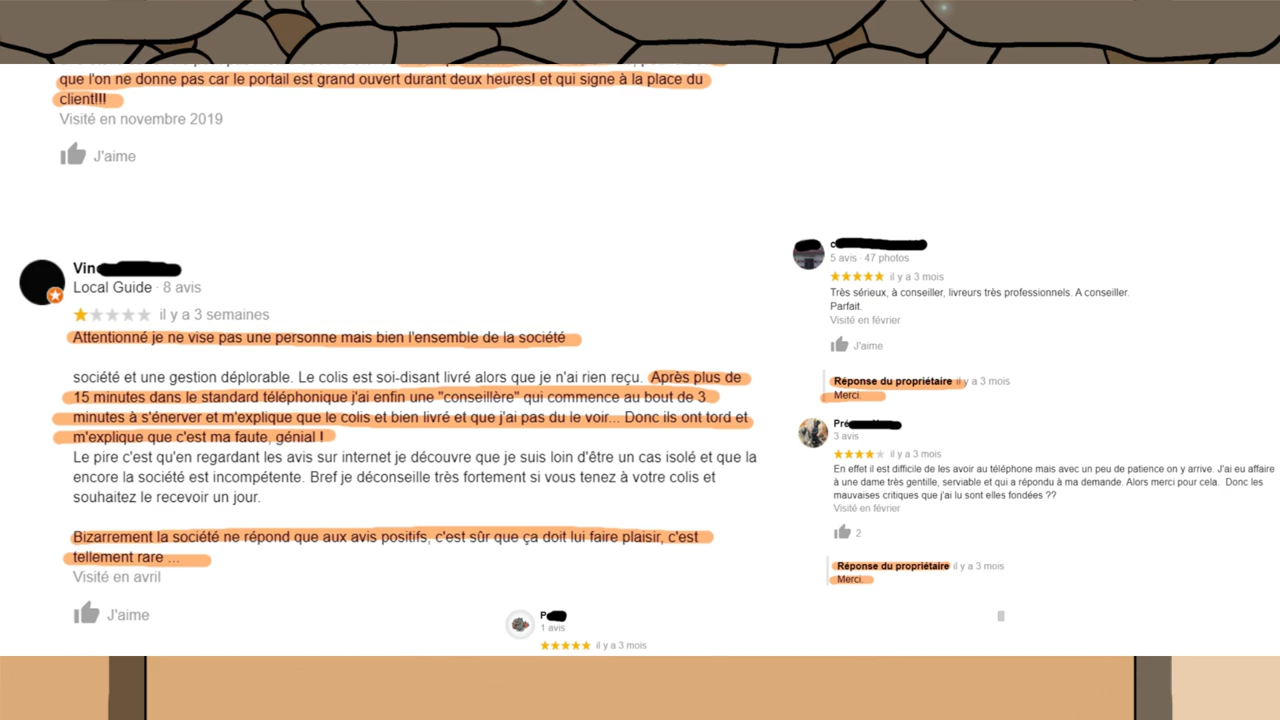 que l'on ne donne pas car le portail est grand ouvert durant deux heures! et qui signe à la place du
client!!!
Visité en novembre 2019
J'aime
Vin
Local Guide · 8 avis
il y a 3 semaines
Attentionné je ne vise pas une personne mais bien l'ensemble de la société
société et une gestion déplorable. Le colis est soi-disant livré alors que je n'ai rien reçu. Après plus de
15 minutes dans le standard téléphonique j'ai enfin une "conseillère" qui commence au bout de 3
minutes à s'énerver et m'explique que le colis et bien livré et que j'ai pas du le voir... Donc ils ont tord et
m'explique que c'est ma faute, génial !
Le pire c'est qu'en regardant les avis sur internet je découvre que je suis loin d'être un cas isolé et que la
encore la société est incompétente. Bref je déconseille très fortement si vous tenez à votre colis et
souhaitez le recevoir un jour.
Bizarrement la société ne répond que aux avis positifs, c'est sûr que ça doit lui faire plaisir, c'est
tellement rare ...
Visité en avril
J'aime
P
1 avis
il y a 3 mois
c
5 avis · 47 photos
il y a 3 mois
Très sérieux, à conseiller, livreurs très professionnels. A conseiller.
Parfait.
Visité en février
J'aime
Réponse du propriétaire il y a 3 mois
Merci.
Pré
3 avis
il y a 3 mois
En effet il est difficile de les avoir au téléphone mais avec un peu de patience on y arrive. J'ai eu affaire
à une dame très gentille, serviable et qui a répondu à ma demande. Alors merci pour cela. Donc les
mauvaises critiques que j'ai lu sont elles fondées ??
Visité en février
2
Réponse du propriétaire il y a 3 mois
Merci.